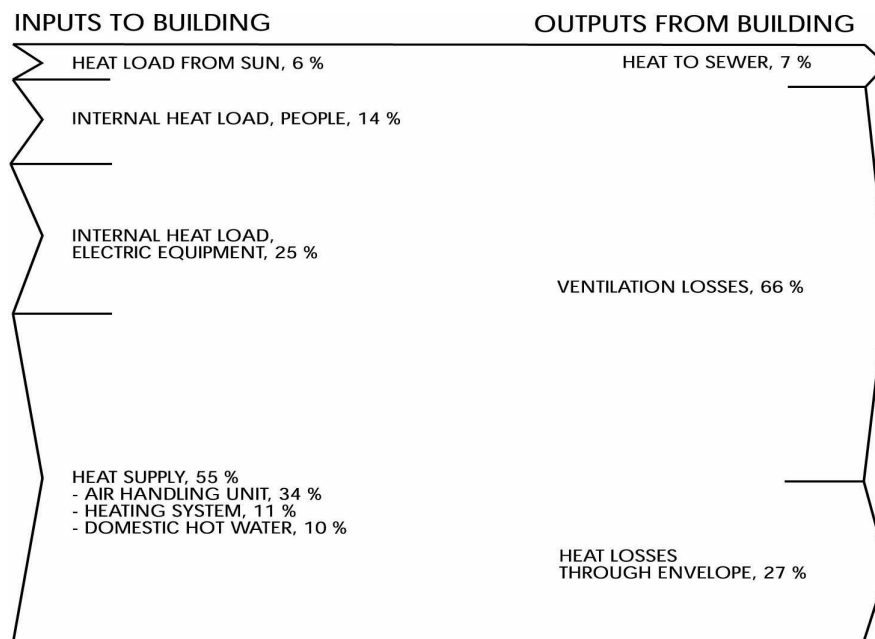 INPUTS TO BUILDING
OUTPUTS FROM BUILDING
HEAT LOAD FROM SUN, 6 %
HEAT TO SEWER, 7 %
INTERNAL HEAT LOAD, PEOPLE, 14 %
INTERNAL HEAT LOAD,
ELECTRIC EQUIPMENT, 25 %
VENTILATION LOSSES, 66 %
HEAT SUPPLY, 55 %
- AIR HANDLING UNIT, 34 %
- HEATING SYSTEM, 11 %
- DOMESTIC HOT WATER, 10 %
HEAT LOSSES
THROUGH ENVELOPE, 27 %